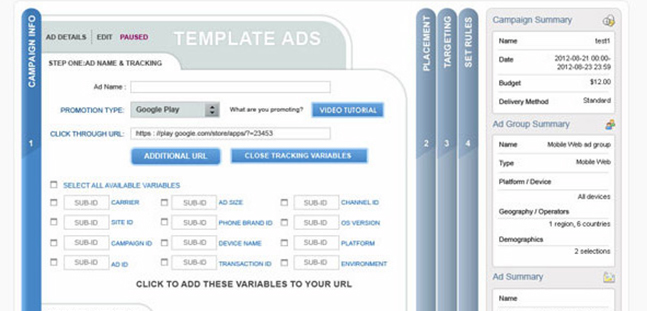 CAMPAIGN INFO
1
AD DETAILS EDIT PAUSED
TEMPLATE ADS
STEP ONE:AD NAME & TRACKING
Ad Name :
PROMOTION TYPE: Google Play What are you promoting? VIDEO TUTORIAL
CLICK THROUGH URL: https : //play google.com/store/apps/?=23453
ADDITIONAL URL CLOSE TRACKING VARIABLES
SELECT ALL AVAILABLE VARIABLES
SUB-ID CARRIER SUB-ID AD SIZE SUB-ID CHANNEL ID
SUB-ID SITE ID SUB-ID PHONE BRAND ID SUB-ID OS VERSION
SUB-ID CAMPAIGN ID SUB-ID DEVICE NAME SUB-ID PLATFORM
SUB-ID AD ID SUB-ID TRANSACTION ID SUB-ID ENVIRONMENT
CLICK TO ADD THESE VARIABLES TO YOUR URL
PLACEMENT
2
TARGETING
3
SET RULES
4
Campaign Summary
Name test1
Date 2012-08-21 00:00-
2012-08-23 23:59
Budget $12.00
Delivery Method Standard
Ad Group Summary
Name Mobile Web ad group
Type Mobile Web
Platform / Device
All devices
Geography / Operators
1 region, 6 countries
Demographics
2 selections
Ad Summary
Name